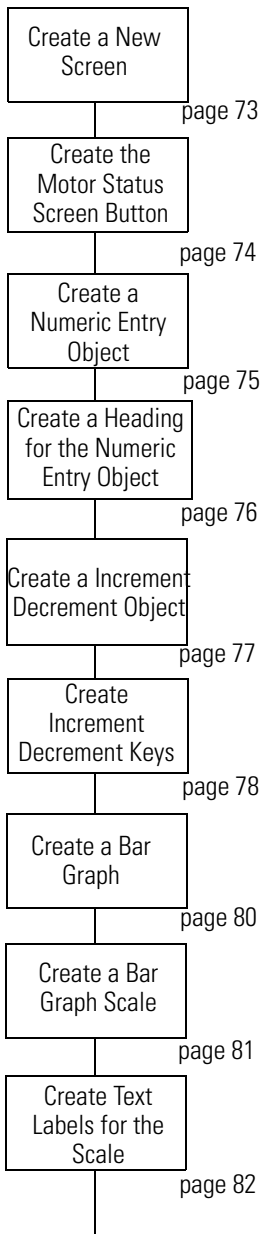 Create a New
Screen
page 73
Create the
Motor Status
Screen Button
page 74
Create a
Numeric Entry
Object
page 75
Create a Heading
for the Numeric
Entry Object
page 76
Create a Increment
Decrement Object
page 77
Create
Increment
Decrement Keys
page 78
Create a Bar
Graph
page 80
Create a Bar
Graph Scale
page 81
Create Text
Labels for the
Scale
page 82